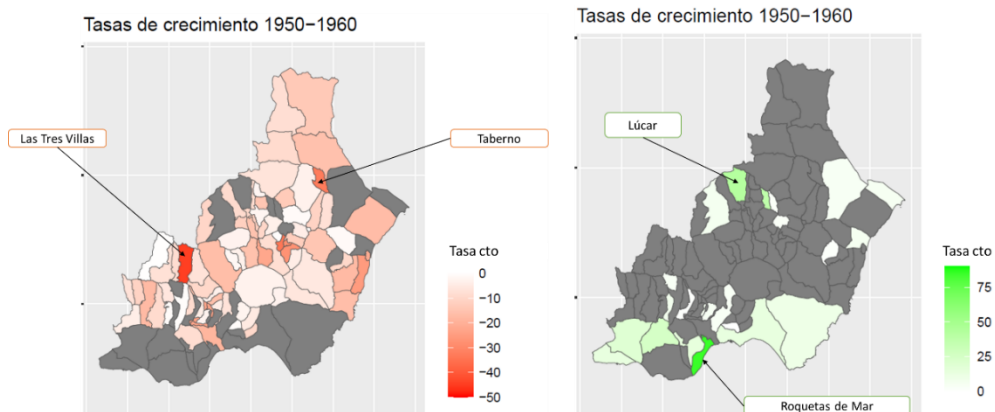 Tasas de crecimiento 1950−1960
Las Tres Villas
Taberno
Tasa cto
0
−10
−20
−30
−40
−50
Tasas de crecimiento 1950−1960
Lúcar
Tasa cto
75
50
25
0
Roquetas de Mar